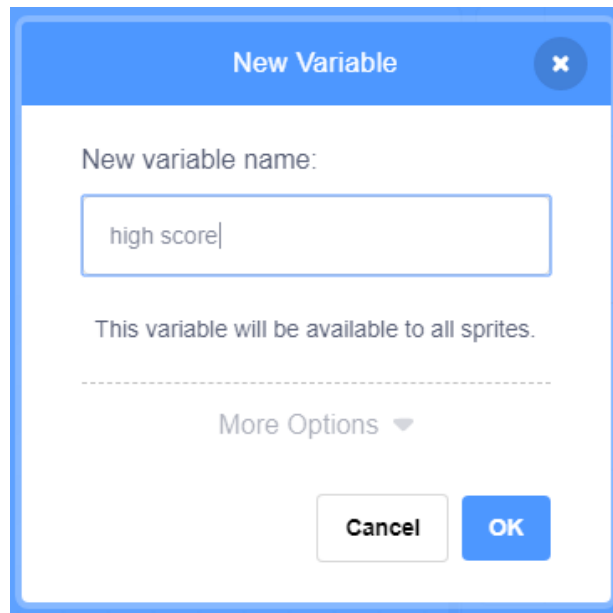 New Variable
New variable name:
high score
This variable will be available to all sprites.
More Options
Cancel OK